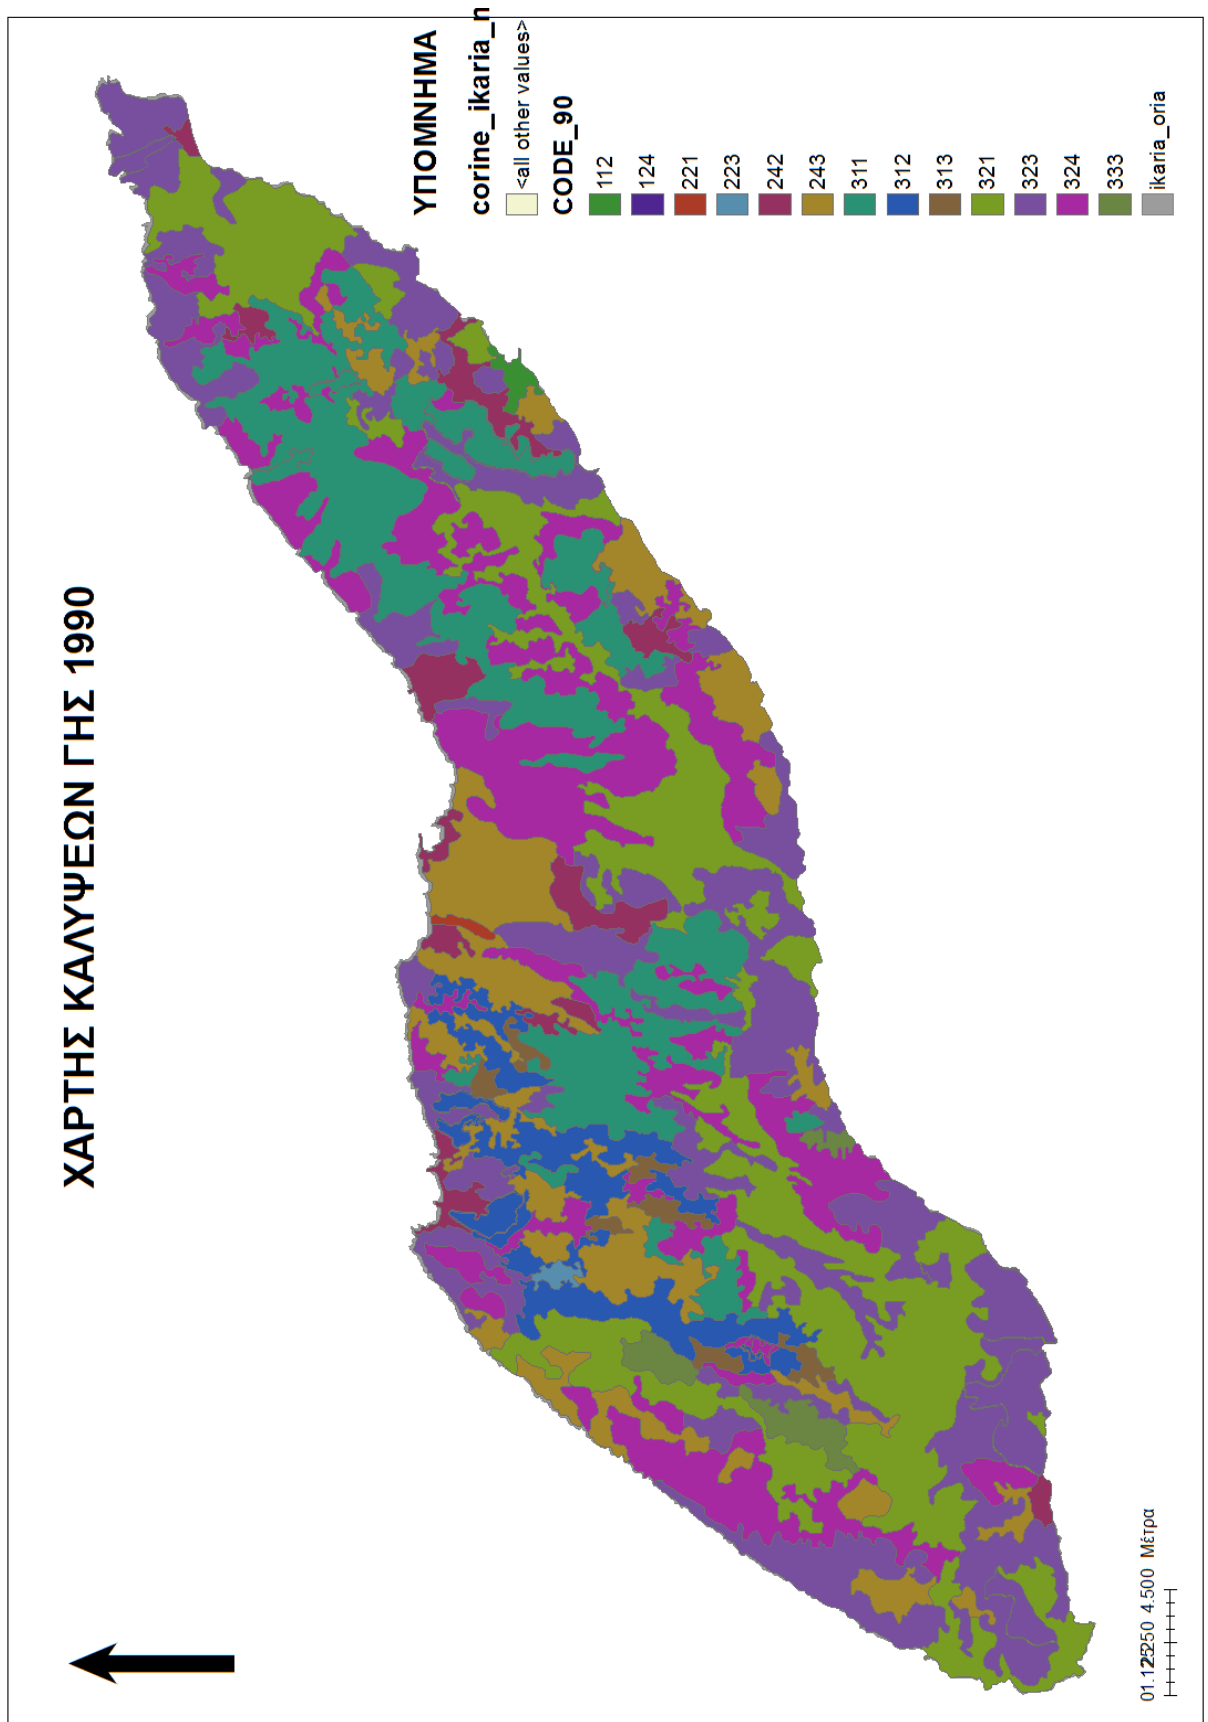 ΧΑΡΤΗΣ ΚΑΛΥΨΕΩΝ ΓΗΣ 1990
ΥΠΟΜΝΗΜΑ
corine_ikaria_n
<all other values>
CODE_90
112
124
221
223
242
243
311
312
313
321
323
324
333
ikaria_oria
4.500 Μέτρα